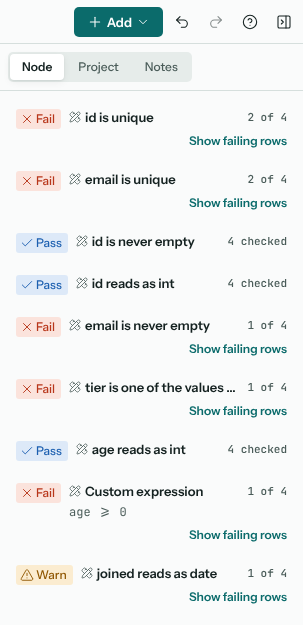 Add
Node Project Notes
Fail id is unique 2 of 4
Show failing rows
Fail email is unique 2 of 4
Show failing rows
Pass id is never empty 4 checked
Pass id reads as int 4 checked
Fail email is never empty 1 of 4
Show failing rows
Fail tier is one of the values ... 1 of 4
Show failing rows
Pass age reads as int 4 checked
Fail Custom expression 1 of 4
age ⩾ 0
Show failing rows
Warn joined reads as date 1 of 4
Show failing rows